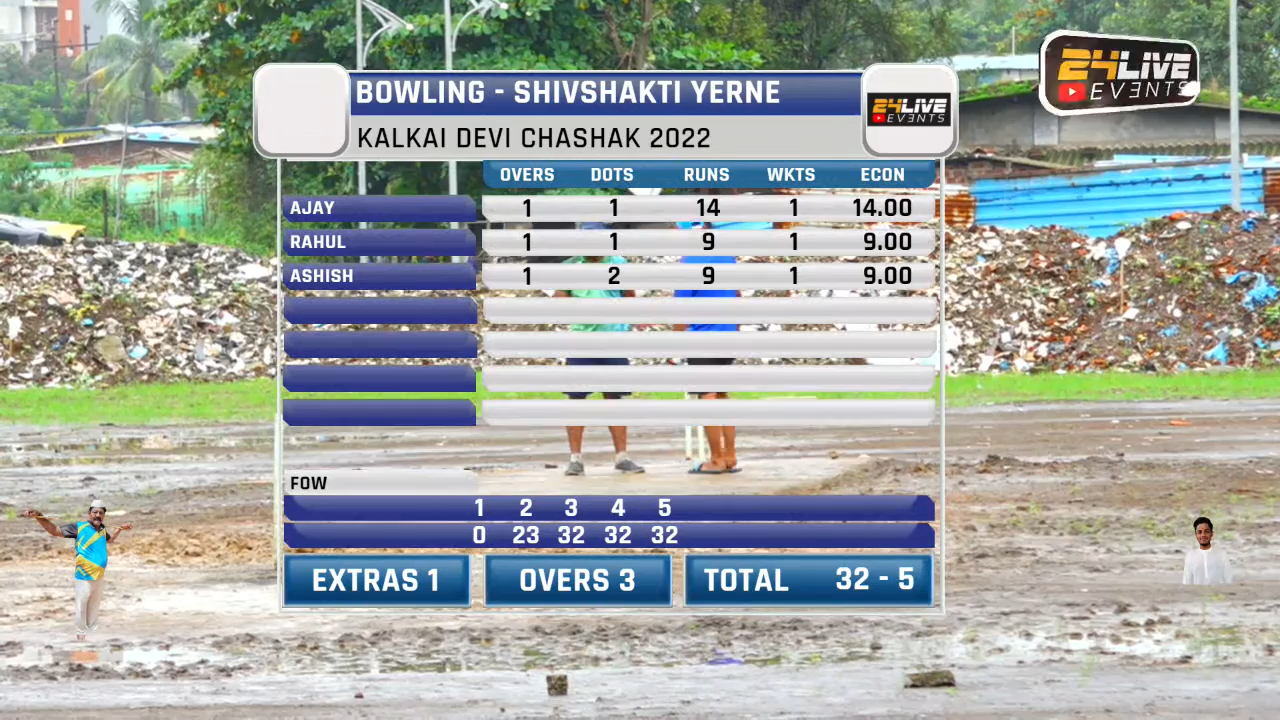 24LIVE
EVENTS
BOWLING - SHIVSHAKTI YERNE
KALKAI DEVI CHASHAK 2022
24LIVE
EVENTS
OVERS DOTS RUNS WKTS ECON
AJAY 1 1 14 1 14.00
RAHUL 1 1 9 1 9.00
ASHISH 1 2 9 1 9.00
FOW
1 2 3 4 5
0 23 32 32 32
EXTRAS 1 OVERS 3 TOTAL 32 - 5